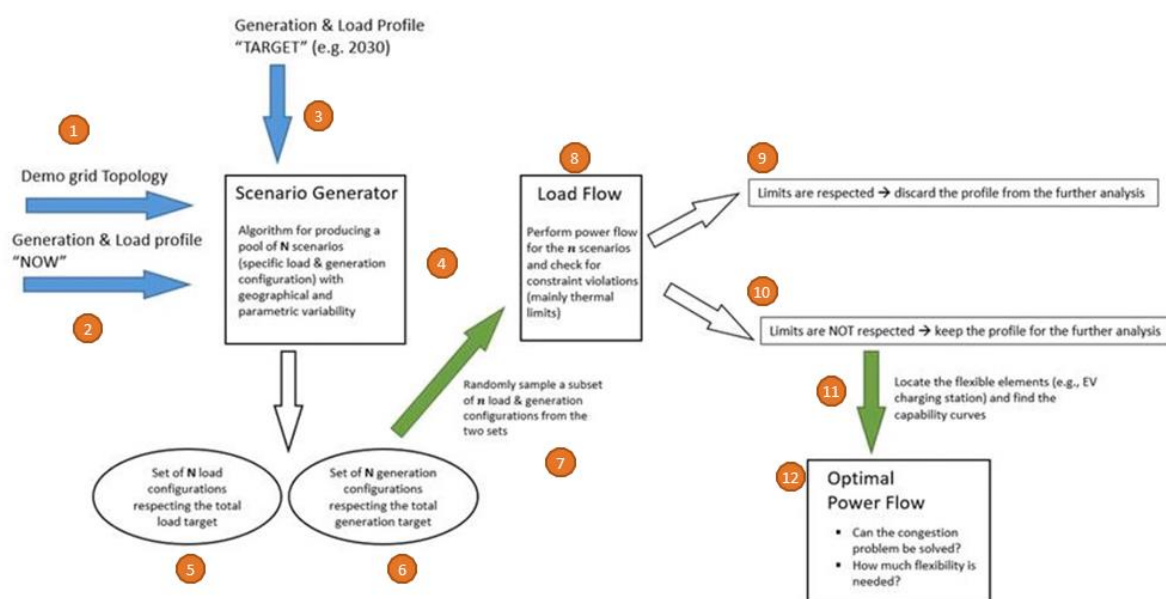 Generation & Load Profile
“TARGET” (e.g. 2030)
3
1
Demo grid Topology
Generation & Load profile
“NOW”
2
Scenario Generator
Algorithm for producing a
pool of N scenarios
(specific load & generation
configuration) with
geographical and
parametric variability
4
Set of N load
configurations
respecting the total
load target
5
Set of N generation
configurations
respecting the total
generation target
6
Randomly sample a subset
of n load & generation
configurations from the
two sets
7
8
Load Flow
Perform power flow
for the n scenarios
and check for
constraint violations
(mainly thermal
limits)
9
Limits are respected → discard the profile from the further analysis
10
Limits are NOT respected → keep the profile for the further analysis
11
Locate the flexible elements (e.g., EV
charging station) and find the
capability curves
12
Optimal
Power Flow
▪ Can the congestion
problem be solved?
▪ How much flexibility is
needed?